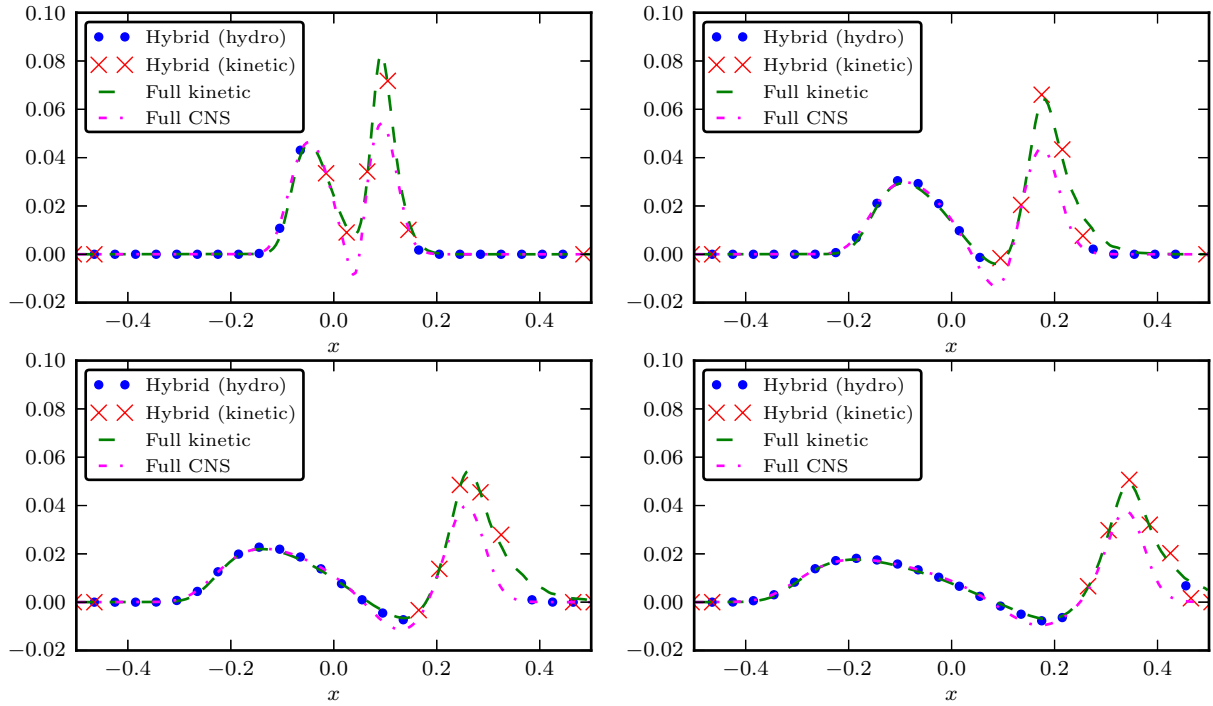 0.10
0.08
0.06
0.04
0.02
0.00
−0.02
Hybrid (hydro)
Hybrid (kinetic)
Full kinetic
Full CNS
−0.4 −0.2 0.0 0.2 0.4
x
0.10
0.08
0.06
0.04
0.02
0.00
−0.02
Hybrid (hydro)
Hybrid (kinetic)
Full kinetic
Full CNS
−0.4 −0.2 0.0 0.2 0.4
x
0.10
0.08
0.06
0.04
0.02
0.00
−0.02
Hybrid (hydro)
Hybrid (kinetic)
Full kinetic
Full CNS
−0.4 −0.2 0.0 0.2 0.4
x
0.10
0.08
0.06
0.04
0.02
0.00
−0.02
Hybrid (hydro)
Hybrid (kinetic)
Full kinetic
Full CNS
−0.4 −0.2 0.0 0.2 0.4
x